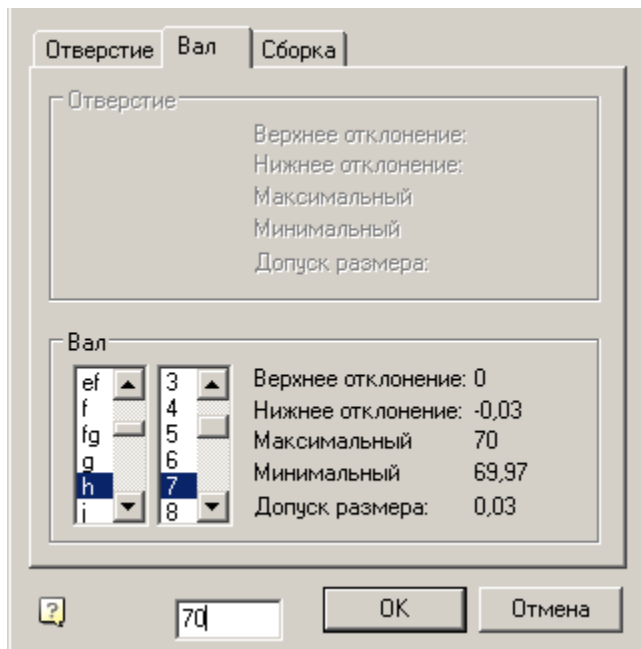 Отверстие Вал Сборка
Отверстие
Верхнее отклонение:
Нижнее отклонение:
Максимальный
Минимальный
Допуск размера:
Вал
ef 3 Верхнее отклонение: 0
f 4 Нижнее отклонение: -0,03
fg 5 Максимальный 70
g 6 Минимальный 69,97
h 7 Допуск размера: 0,03
j 8
? 70 OK Отмена